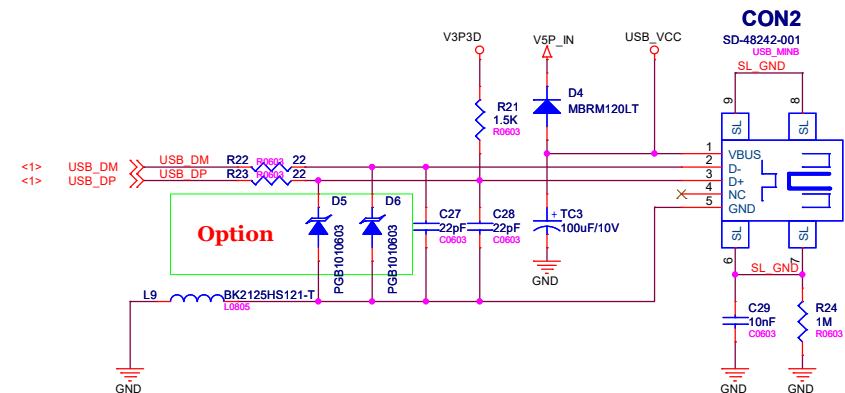 CON2
SD-48242-001
USB_MINB
V3P3D
V5P_IN
USB_VCC
SL_GND
9
8
SL
SL
D4
MBRM120LT
R21
1.5K
R0603
1
VBUS
2
D-
3
D+
4
NC
5
GND
<1>
USB_DM
USB_DM
R22
R0603
22
<1>
USB_DP
USB_DP
R23
R0603
22
Option
D5
PGB1010603
D6
PGB1010603
C27
22pF
C0603
C28
22pF
C0603
+
TC3
100uF/10V
GND
SL
SL
6
7
SL_GND
L9
BK2125HS121-T
L0805
C29
10nF
C0603
R24
1M
R0603
GND
GND
GND